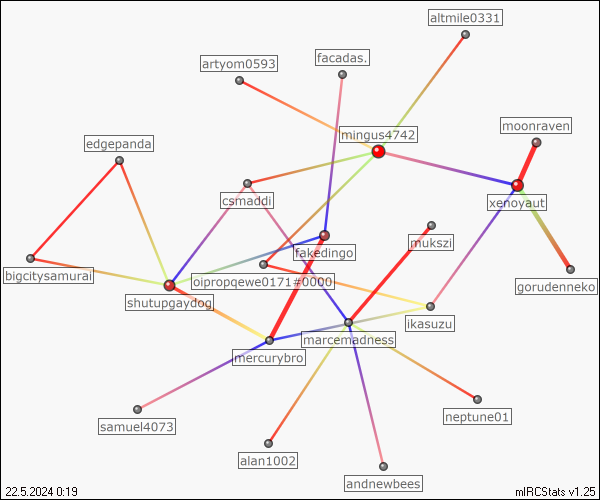 altmile0331
artyom0593
facadas.
mingus4742
moonraven
edgepanda
csmaddi
xenoyaut
fakedingo
mukszi
bigcitysamurai
oipropqewe0171#0000
gorudenneko
shutupgaydog
ikasuzu
marcemadness
mercurybro
samuel4073
neptune01
alan1002
andnewbees
22.5.2024 0:19
mIRCStats v1.25